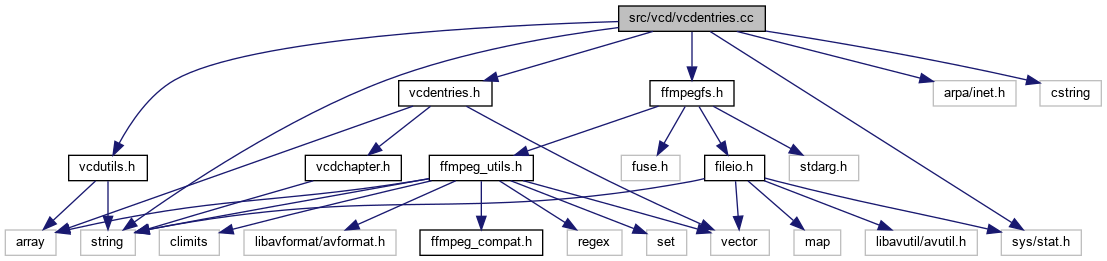 src/vcd/vcdentries.cc
vcdentries.h
ffmpegfs.h
arpa/inet.h
cstring
vcdutils.h
vcdchapter.h
ffmpeg_utils.h
fuse.h
fileio.h
stdarg.h
array
string
climits
libavformat/avformat.h
ffmpeg_compat.h
regex
set
vector
map
libavutil/avutil.h
sys/stat.h